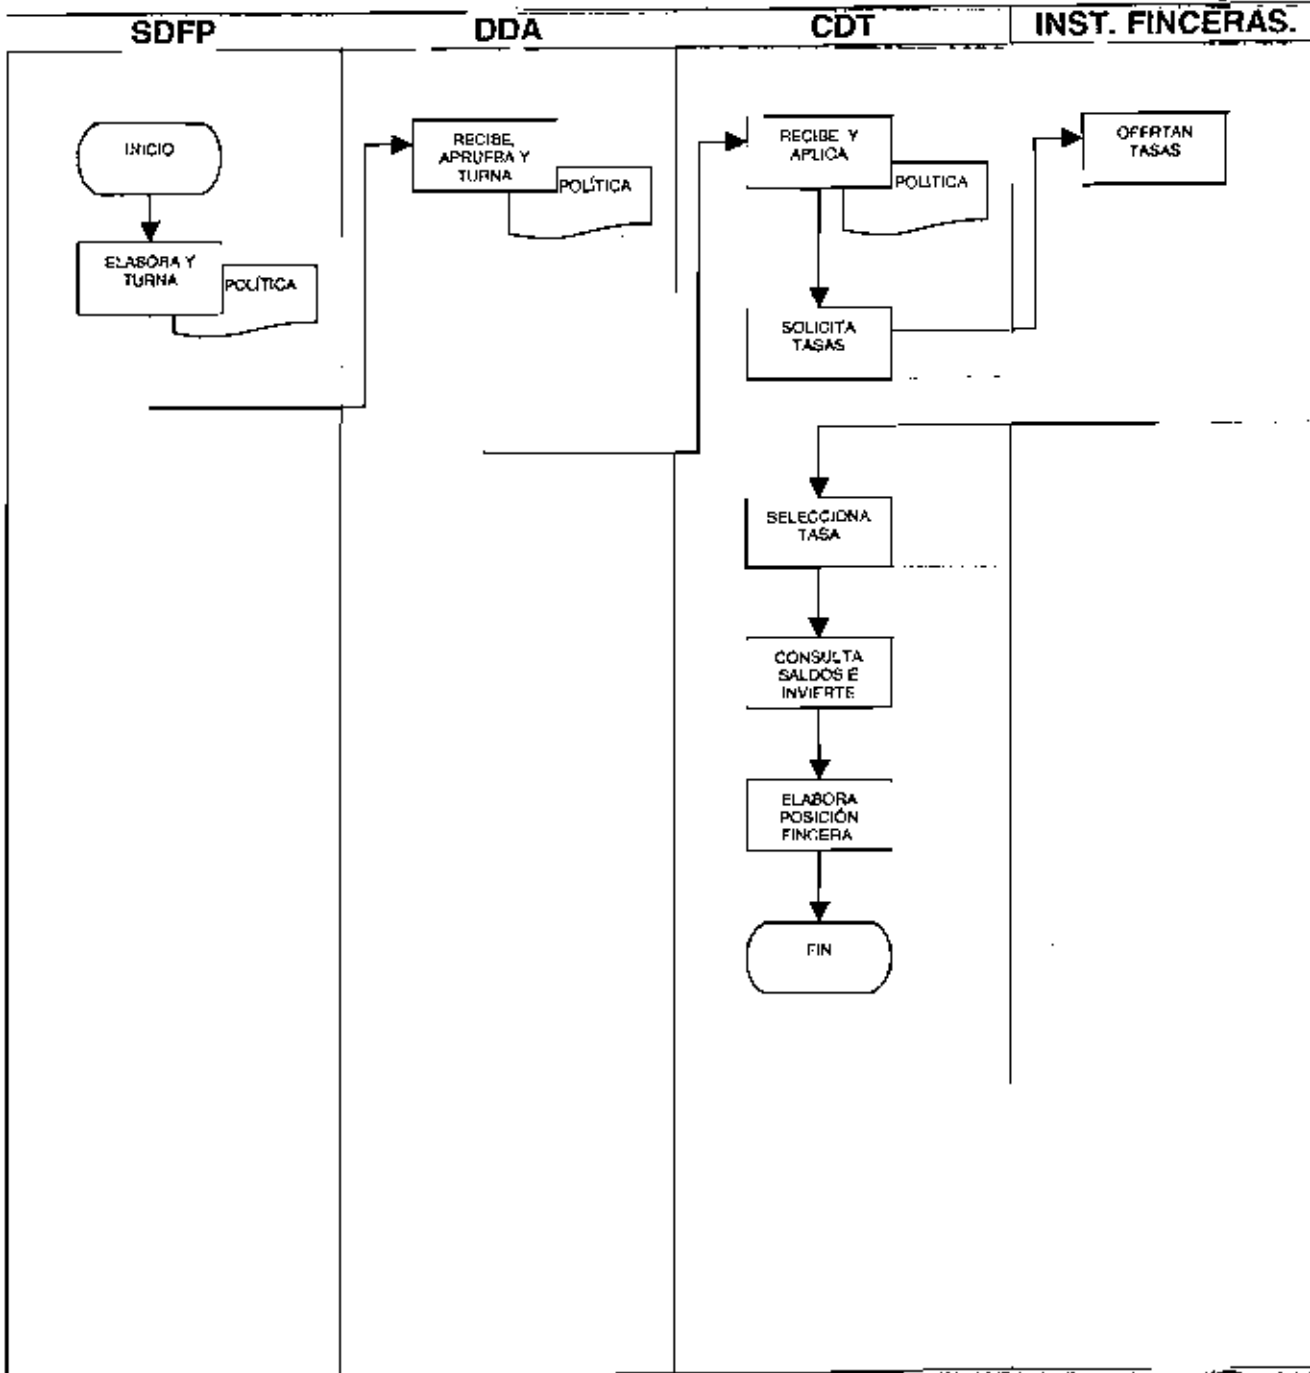 SDFP
DDA
CDT
INST. FINCERAS.
INICIO
ELABORA Y
TURNA
POLÍTICA
RECIBE,
APRUEBA Y
TURNA
POLÍTICA
RECIBE Y
APLICA
POLITICA
SOLICITA
TASAS
OFERTAN
TASAS
SELECCIONA
TASA
CONSULTA
SALDOS E
INVIERTE
ELABORA
POSICIÓN
FINCERA
FIN